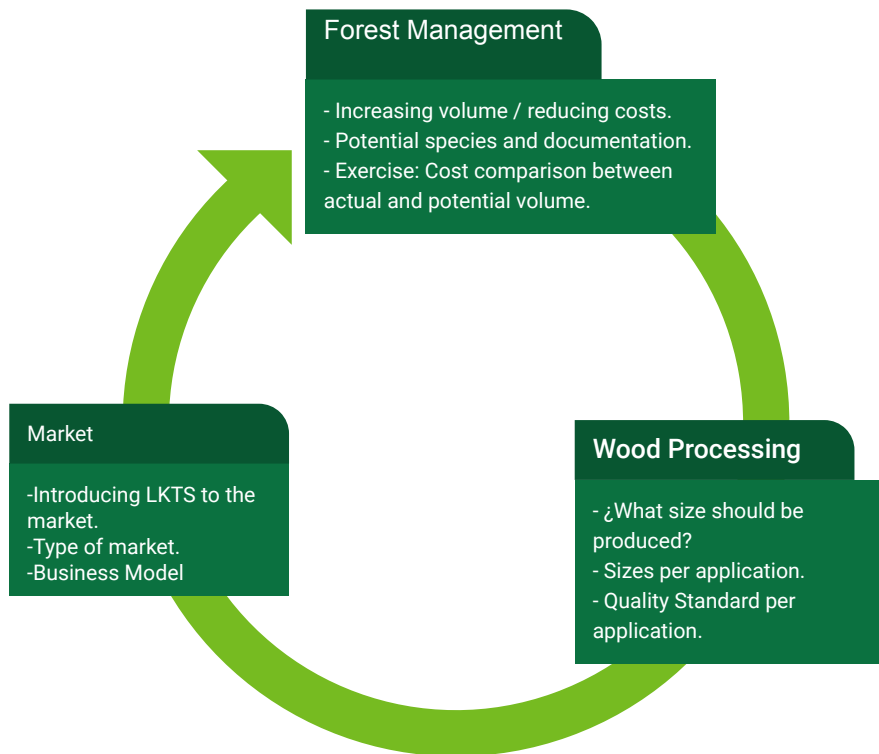 Forest Management
- Increasing volume / reducing costs.
- Potential species and documentation.
- Exercise: Cost comparison between
actual and potential volume.
Market
-Introducing LKTS to the
market.
-Type of market.
-Business Model
Wood Processing
- ¿What size should be
produced?
- Sizes per application.
- Quality Standard per
application.